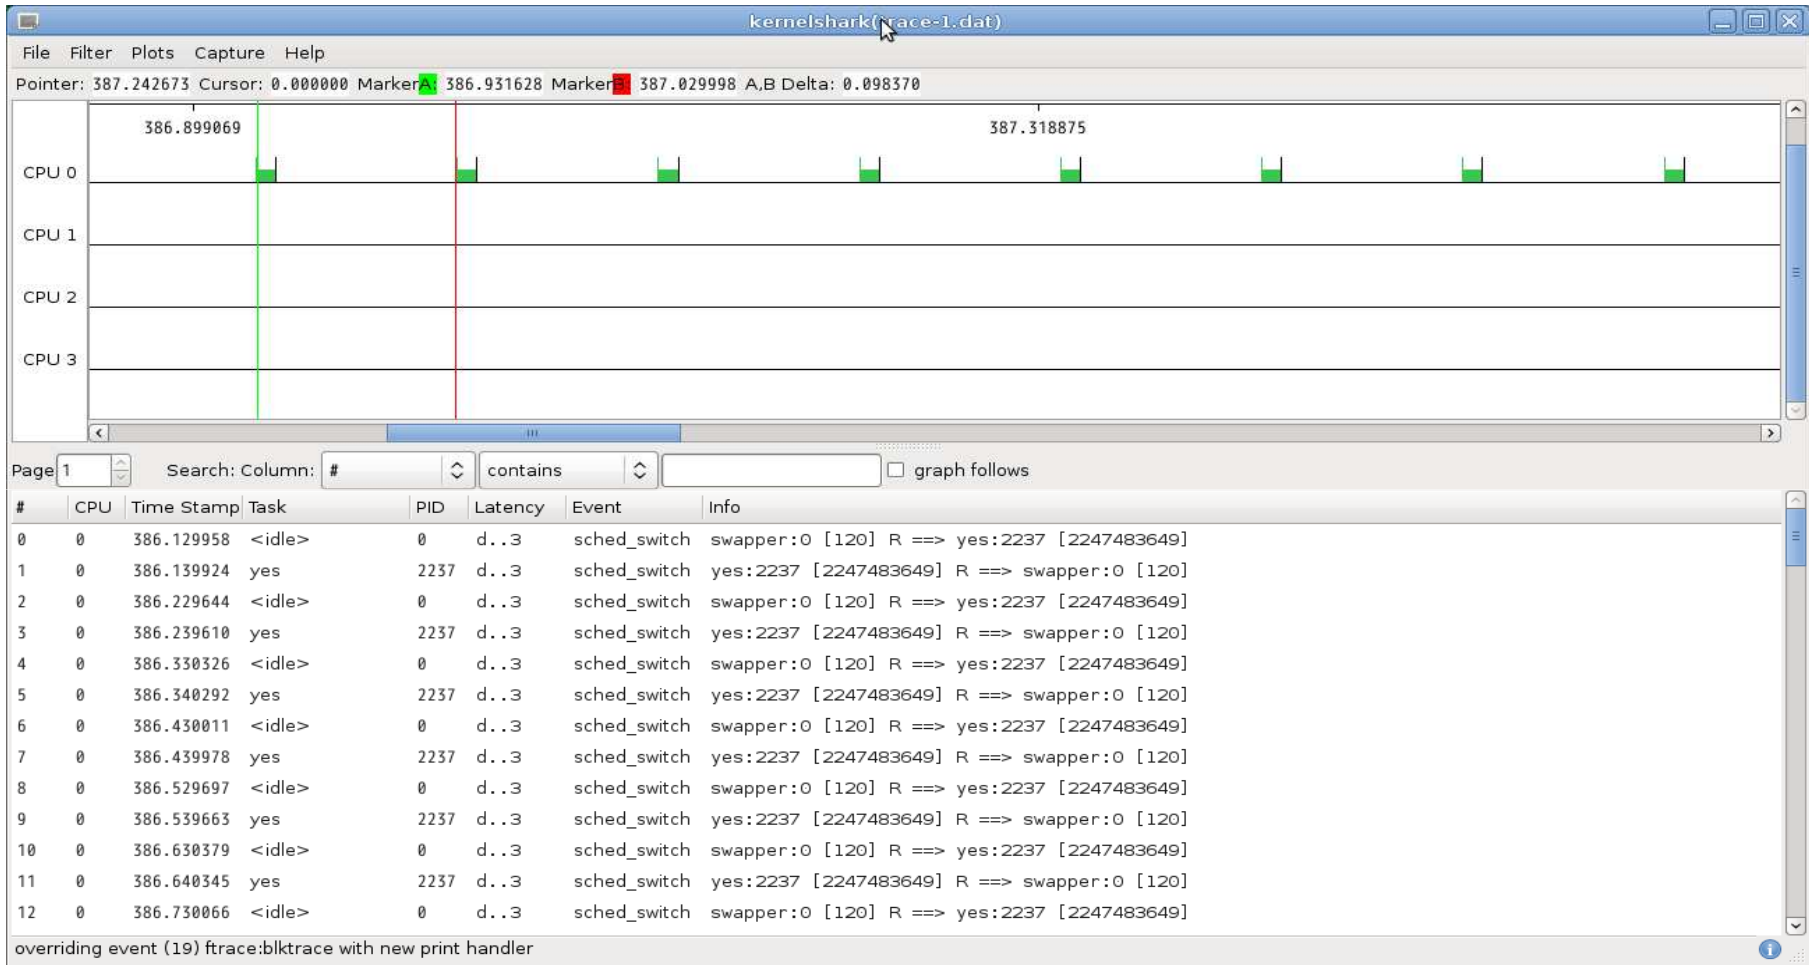 kernelshark(trace-1.dat)
File Filter Plots Capture Help
Pointer: 387.242673 Cursor: 0.000000 MarkerA: 386.931628 MarkerB: 387.029998 A,B Delta: 0.098370
386.899069 387.318875
CPU 0
CPU 1
CPU 2
CPU 3
Page 1 Search: Column: # contains graph follows
# CPU Time Stamp Task PID Latency Event Info
0 0 386.129958 <idle> 0 d..3 sched_switch swapper:0 [120] R ==> yes:2237 [2247483649]
1 0 386.139924 yes 2237 d..3 sched_switch yes:2237 [2247483649] R ==> swapper:0 [120]
2 0 386.229644 <idle> 0 d..3 sched_switch swapper:0 [120] R ==> yes:2237 [2247483649]
3 0 386.239610 yes 2237 d..3 sched_switch yes:2237 [2247483649] R ==> swapper:0 [120]
4 0 386.330326 <idle> 0 d..3 sched_switch swapper:0 [120] R ==> yes:2237 [2247483649]
5 0 386.340292 yes 2237 d..3 sched_switch yes:2237 [2247483649] R ==> swapper:0 [120]
6 0 386.430011 <idle> 0 d..3 sched_switch swapper:0 [120] R ==> yes:2237 [2247483649]
7 0 386.439978 yes 2237 d..3 sched_switch yes:2237 [2247483649] R ==> swapper:0 [120]
8 0 386.529697 <idle> 0 d..3 sched_switch swapper:0 [120] R ==> yes:2237 [2247483649]
9 0 386.539663 yes 2237 d..3 sched_switch yes:2237 [2247483649] R ==> swapper:0 [120]
10 0 386.630379 <idle> 0 d..3 sched_switch swapper:0 [120] R ==> yes:2237 [2247483649]
11 0 386.640345 yes 2237 d..3 sched_switch yes:2237 [2247483649] R ==> swapper:0 [120]
12 0 386.730066 <idle> 0 d..3 sched_switch swapper:0 [120] R ==> yes:2237 [2247483649]
overriding event (19) ftrace:blktrace with new print handler